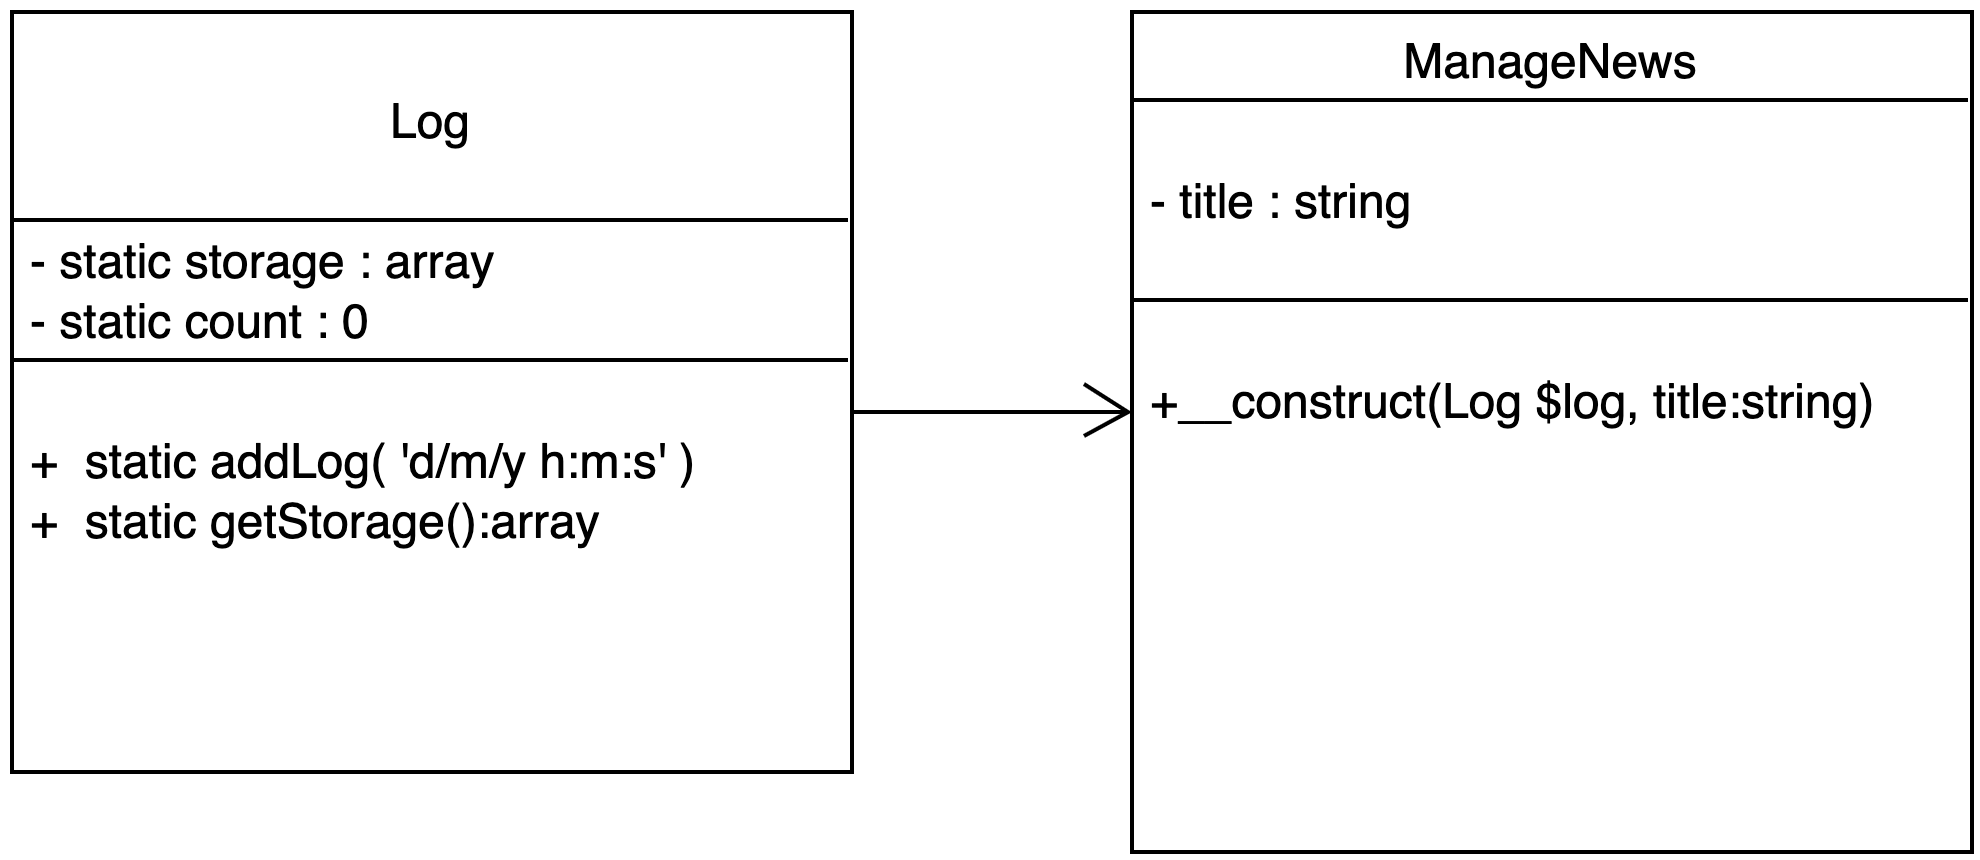 Log
- static storage : array
- static count : 0
+  static addLog( 'd/m/y h:m:s' )
+  static getStorage():array
ManageNews
- title : string
+__construct(Log $log, title:string)